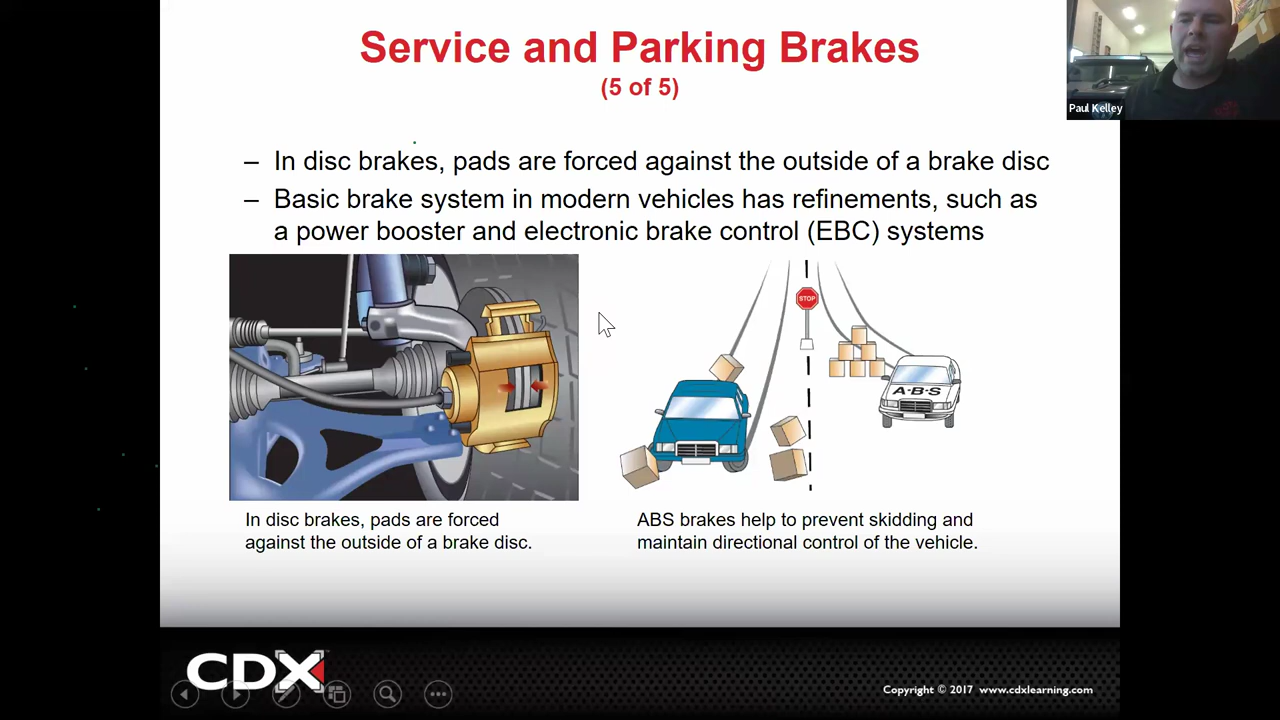 Service and Parking Brakes
(5 of 5)
Paul Kelley
– In disc brakes, pads are forced against the outside of a brake disc
– Basic brake system in modern vehicles has refinements, such as
a power booster and electronic brake control (EBC) systems
STOP
A·B·S
In disc brakes, pads are forced
against the outside of a brake disc.
ABS brakes help to prevent skidding and
maintain directional control of the vehicle.
CDX
Copyright © 2017 www.cdxlearning.com